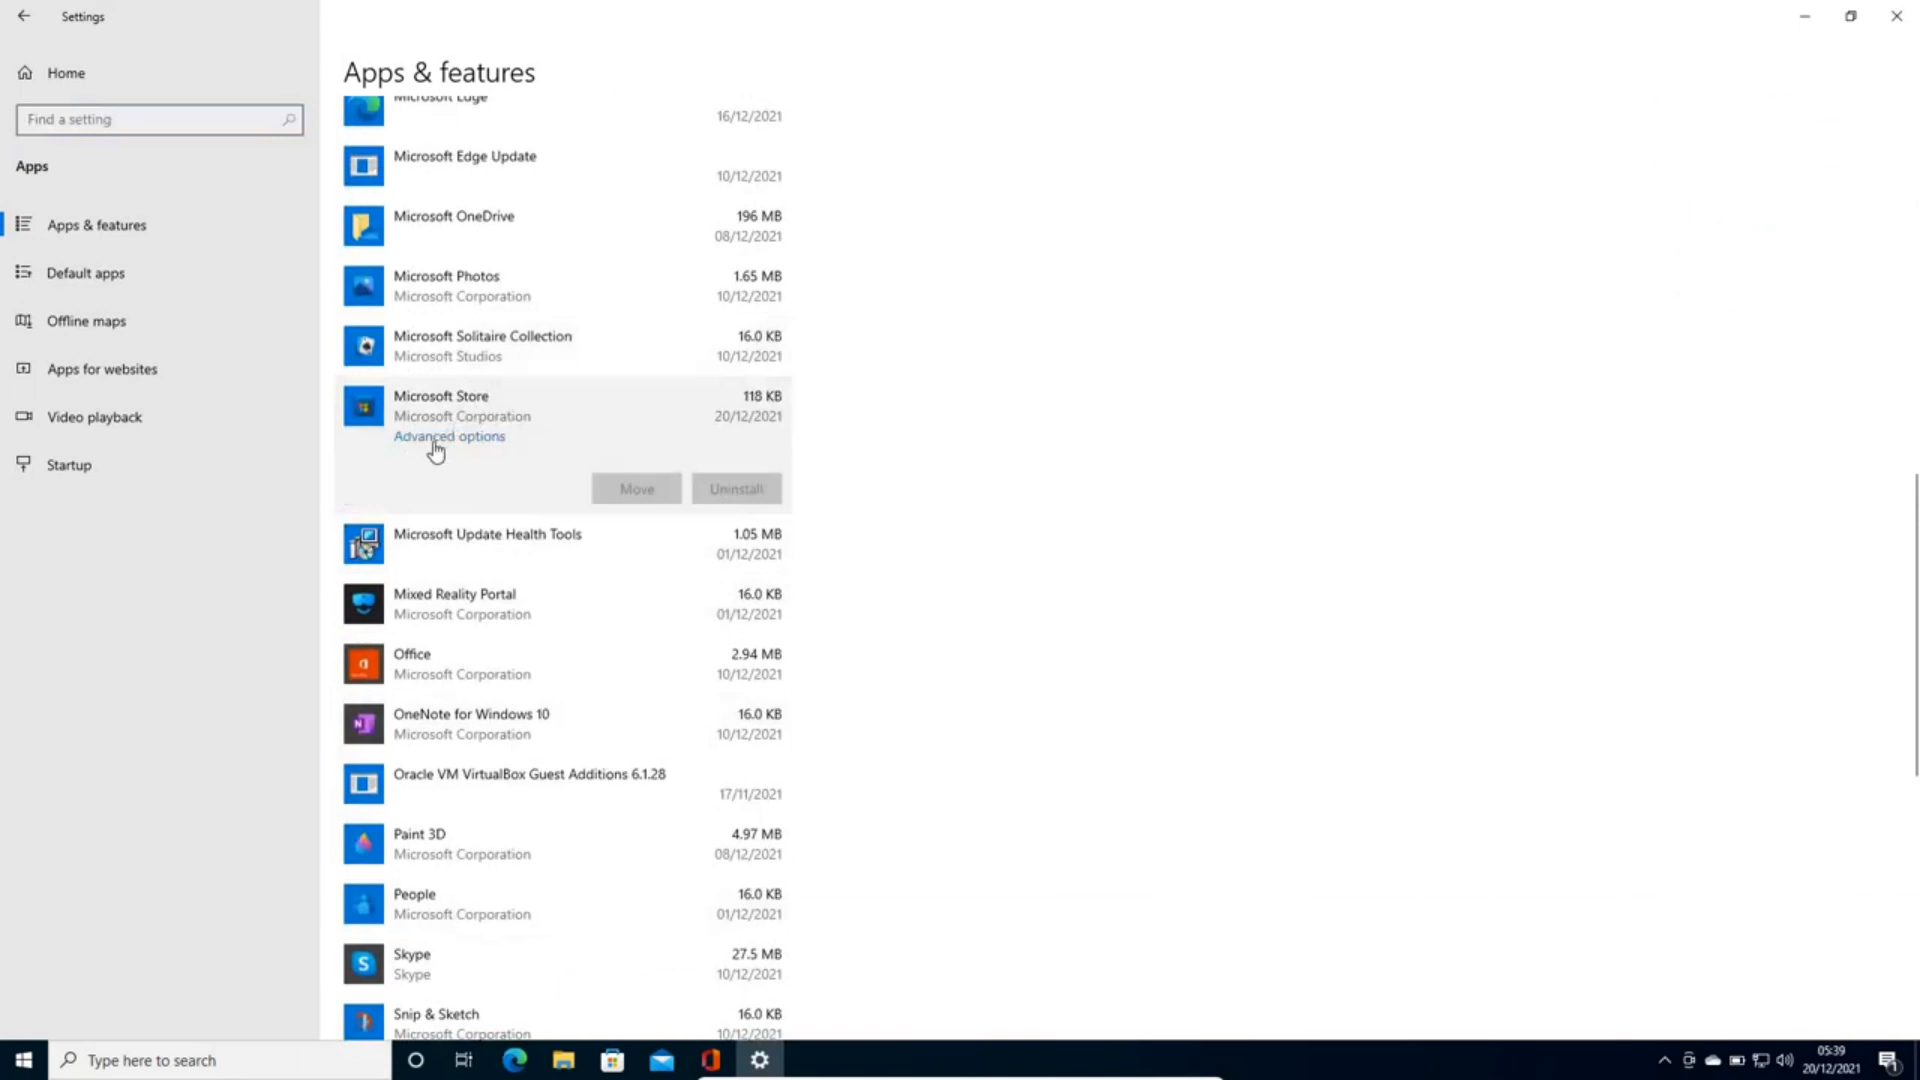 Settings
Home
Find a setting
Apps
Apps & features
Default apps
Offline maps
Apps for websites
Video playback
Startup
Apps & features
Microsoft Edge
16/12/2021
Microsoft Edge Update
10/12/2021
Microsoft OneDrive 196 MB
08/12/2021
Microsoft Photos 1.65 MB
Microsoft Corporation 10/12/2021
Microsoft Solitaire Collection 16.0 KB
Microsoft Studios 10/12/2021
Microsoft Store 118 KB
Microsoft Corporation 20/12/2021
Advanced options
Move Uninstall
Microsoft Update Health Tools 1.05 MB
01/12/2021
Mixed Reality Portal 16.0 KB
Microsoft Corporation 01/12/2021
Office 2.94 MB
Microsoft Corporation 10/12/2021
OneNote for Windows 10 16.0 KB
Microsoft Corporation 10/12/2021
Oracle VM VirtualBox Guest Additions 6.1.28
17/11/2021
Paint 3D 4.97 MB
Microsoft Corporation 08/12/2021
People 16.0 KB
Microsoft Corporation 01/12/2021
Skype 27.5 MB
Skype 10/12/2021
Snip & Sketch 16.0 KB
Microsoft Corporation 10/12/2021
Type here to search
05:39
20/12/2021
1